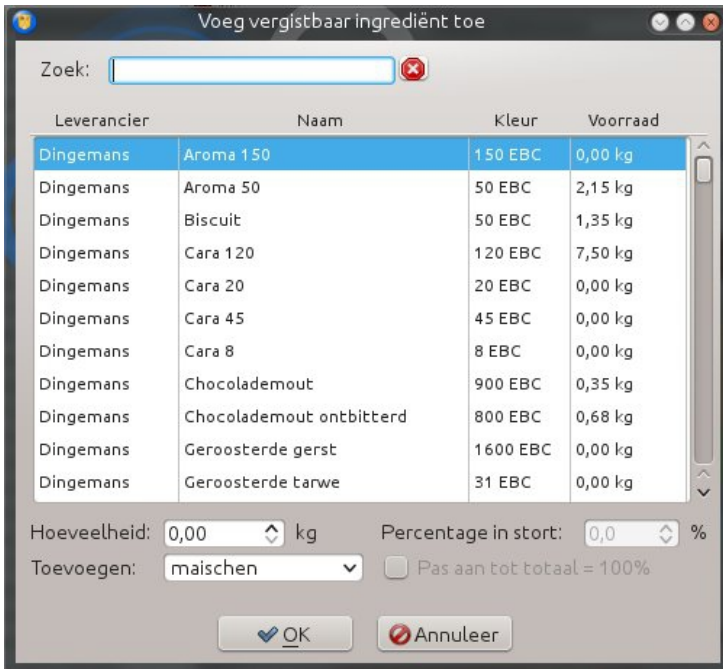 Voeg vergistbaar ingrediënt toe
Zoek:
Leverancier Naam Kleur Voorraad
Dingemans Aroma 150 150 EBC 0,00 kg
Dingemans Aroma 50 50 EBC 2,15 kg
Dingemans Biscuit 50 EBC 1,35 kg
Dingemans Cara 120 120 EBC 7,50 kg
Dingemans Cara 20 20 EBC 0,00 kg
Dingemans Cara 45 45 EBC 0,00 kg
Dingemans Cara 8 8 EBC 0,00 kg
Dingemans Chocolademout 900 EBC 0,35 kg
Dingemans Chocolademout ontbitterd 800 EBC 0,68 kg
Dingemans Geroosterde gerst 1600 EBC 0,00 kg
Dingemans Geroosterde tarwe 31 EBC 0,00 kg
Hoeveelheid: 0,00 kg Percentage in stort: 0,0 %
Toevoegen: maischen Pas aan tot totaal = 100%
OK Annuleer